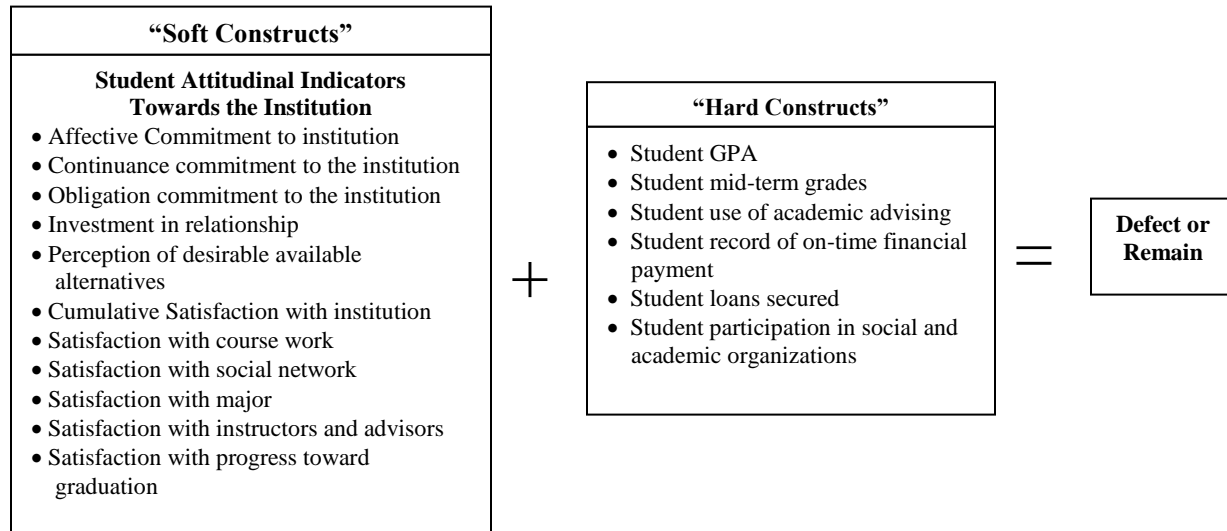 “Soft Constructs”
Student Attitudinal Indicators
Towards the Institution
• Affective Commitment to institution
• Continuance commitment to the institution
• Obligation commitment to the institution
• Investment in relationship
• Perception of desirable available
alternatives
• Cumulative Satisfaction with institution
• Satisfaction with course work
• Satisfaction with social network
• Satisfaction with major
• Satisfaction with instructors and advisors
• Satisfaction with progress toward
graduation
+
“Hard Constructs”
• Student GPA
• Student mid-term grades
• Student use of academic advising
• Student record of on-time financial
payment
• Student loans secured
• Student participation in social and
academic organizations
=
Defect or
Remain